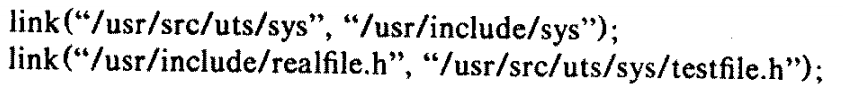 link(“/usr/src/uts/sys”, “/usr/include/sys”);
link(“/usr/include/realfile.h”, “/usr/src/uts/sys/testfile.h”);